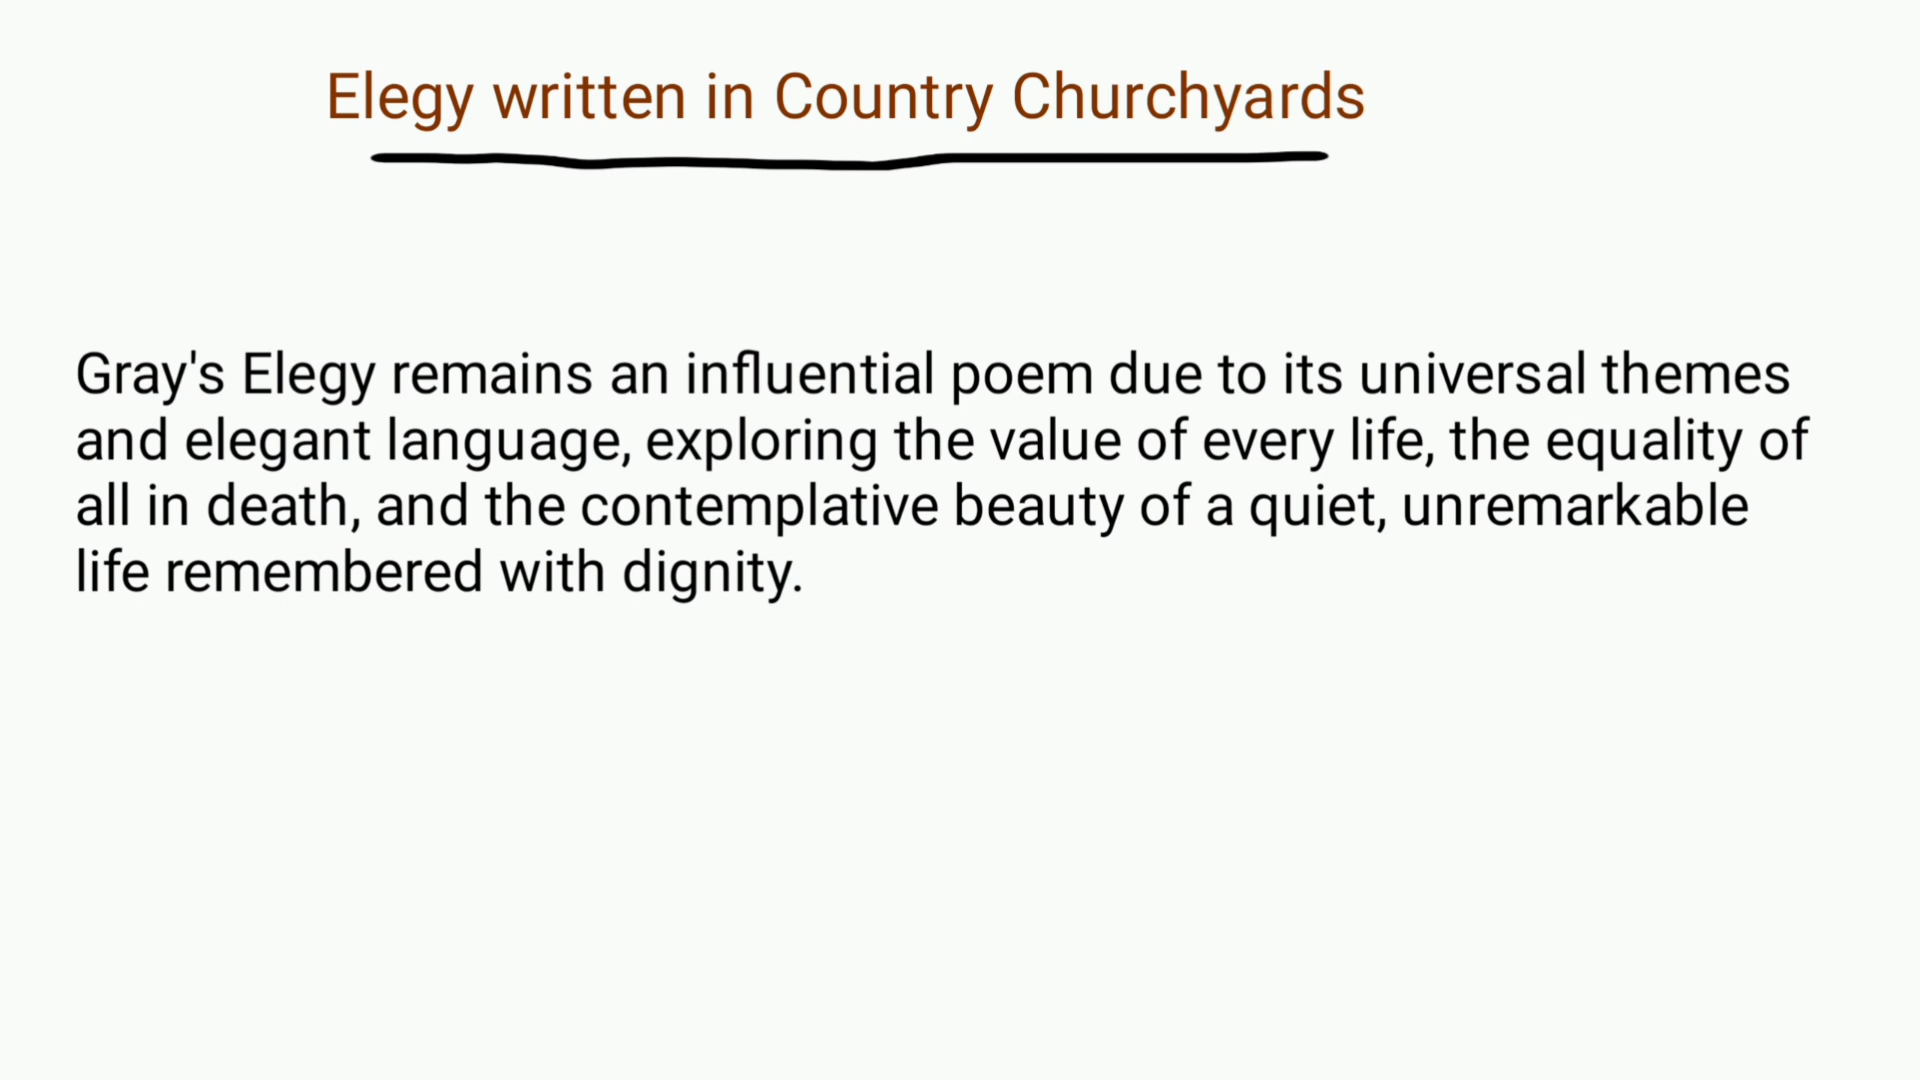 Elegy written in Country Churchyards
Gray's Elegy remains an influential poem due to its universal themes
and elegant language, exploring the value of every life, the equality of
all in death, and the contemplative beauty of a quiet, unremarkable
life remembered with dignity.